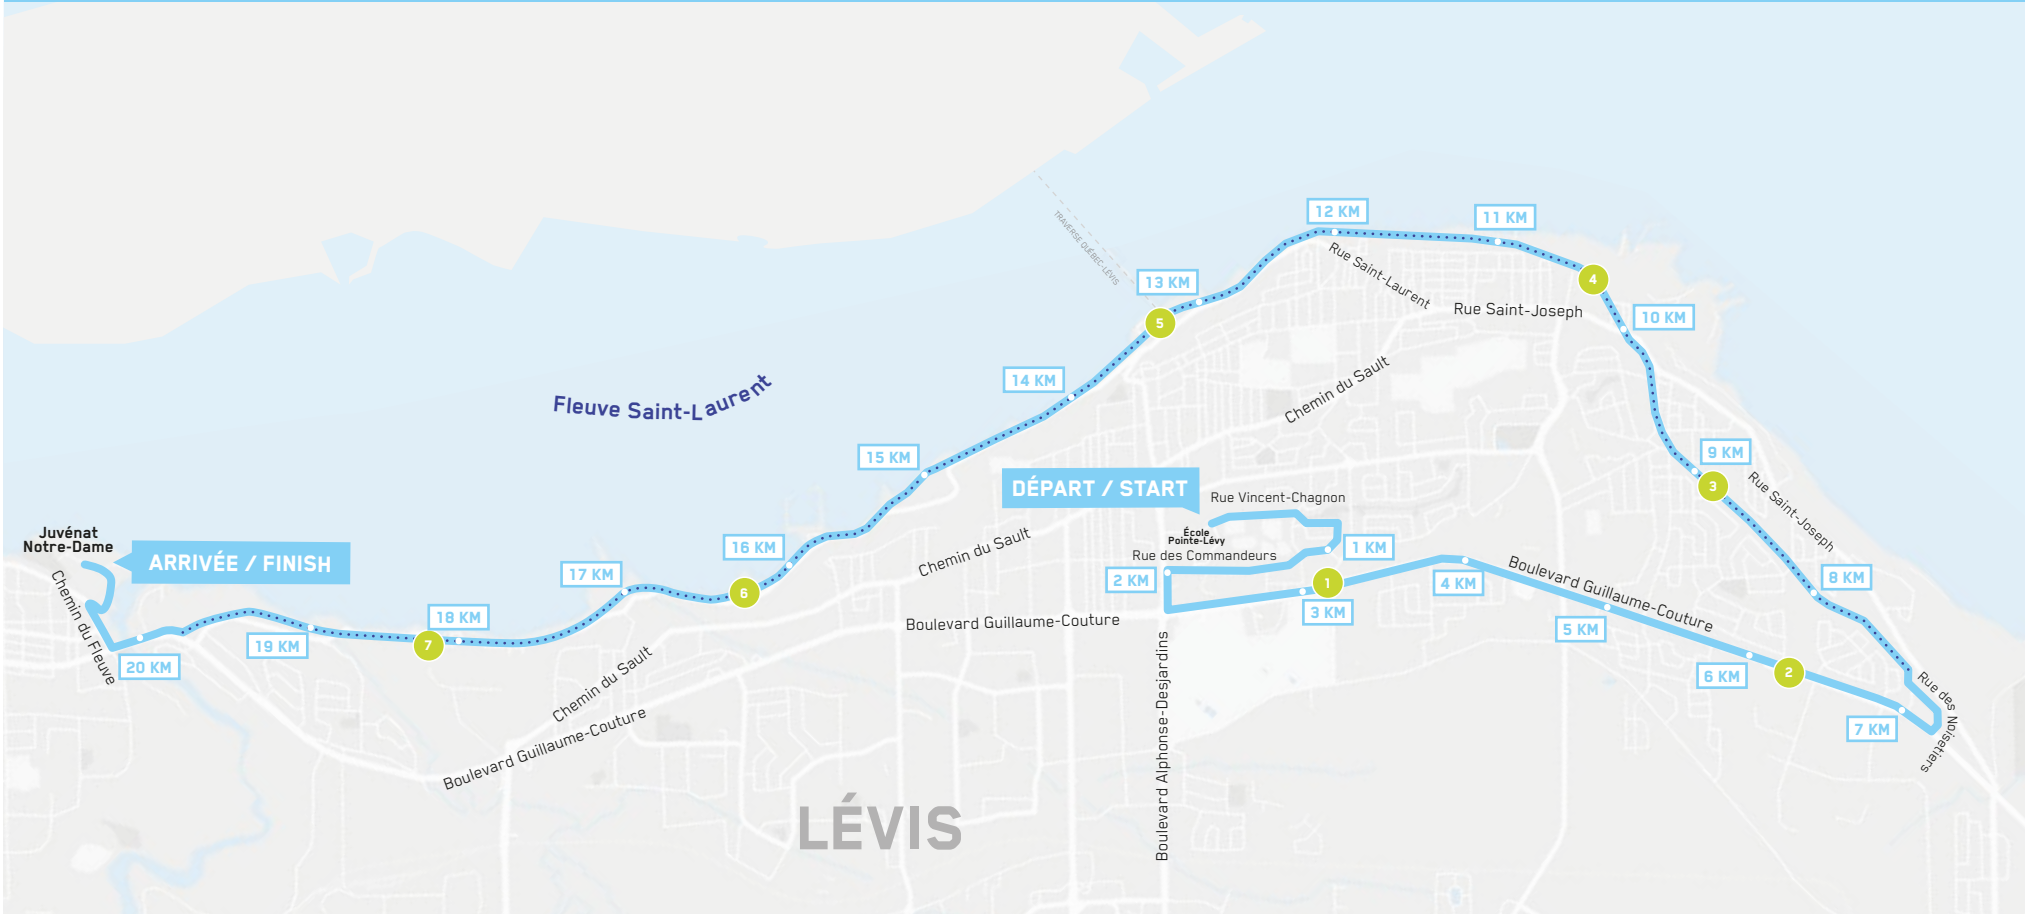 12 KM
11 KM
TRAVERSE QUÉBEC-LÉVIS
Rue Saint-Laurent
13 KM
4
Rue Saint-Joseph
10 KM
5
14 KM
Chemin du Sault
Fleuve Saint-Laurent
15 KM
9 KM
DÉPART / START
Rue Vincent-Chagnon
3
Rue Saint-Joseph
École
Pointe-Lévy
Juvénat
Notre-Dame
ARRIVÉE / FINISH
16 KM
Chemin du Sault
Rue des Commandeurs
1 KM
17 KM
2 KM
1
4 KM
Boulevard Guillaume-Couture
8 KM
Chemin du Fleuve
6
3 KM
18 KM
Boulevard Guillaume-Couture
5 KM
19 KM
7
20 KM
Chemin du Sault
6 KM
2
Rue des Noisetiers
7 KM
Boulevard Guillaume-Couture
Boulevard Alphonse-Desjardins
LÉVIS